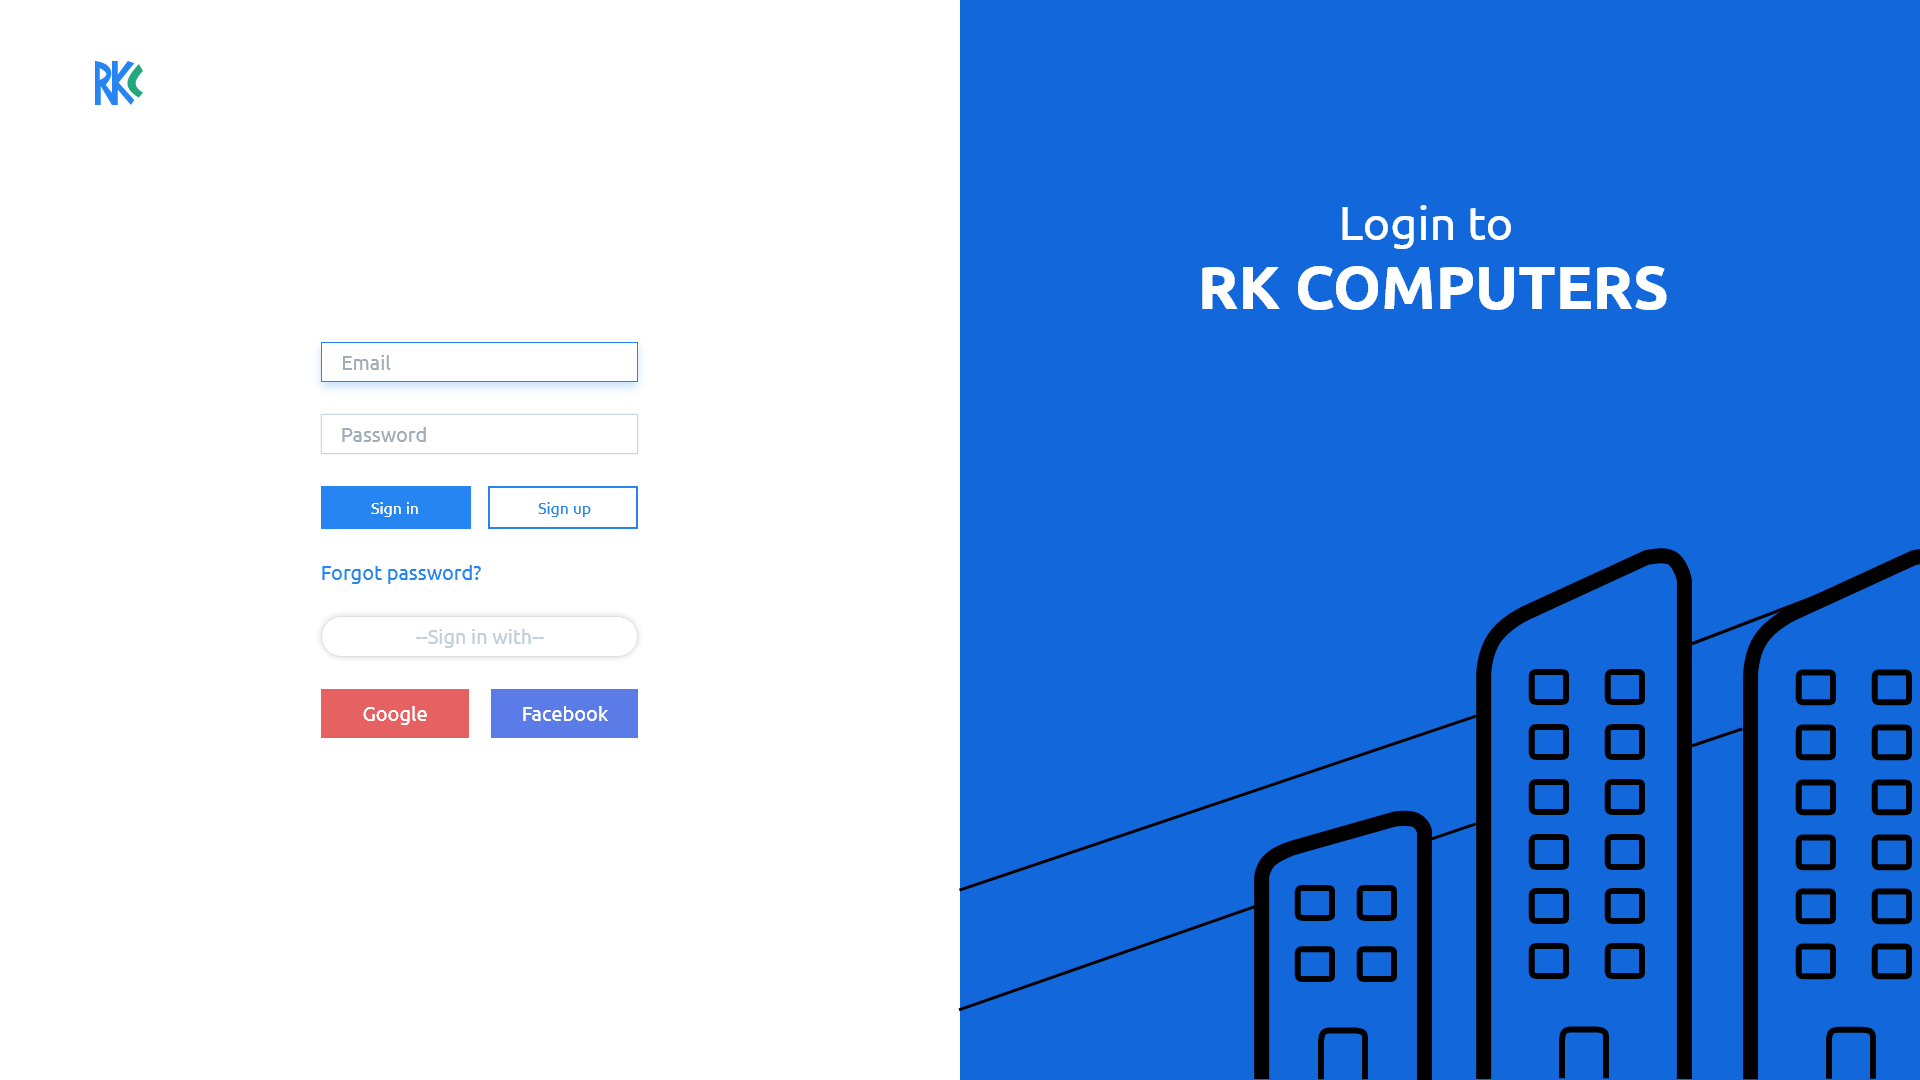 RKC
Login to
RK COMPUTERS
Email
Password
Sign in
Sign up
Forgot password?
--Sign in with--
Google
Facebook